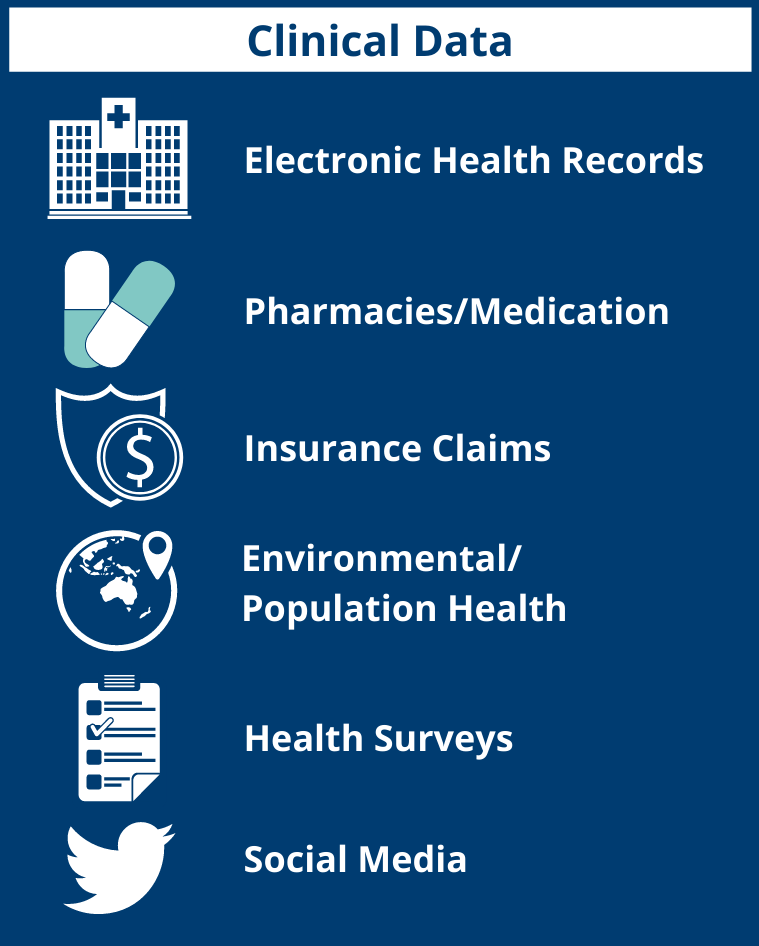 Clinical Data
Electronic Health Records
Pharmacies/Medication
$
Insurance Claims
Environmental/
Population Health
Health Surveys
Social Media